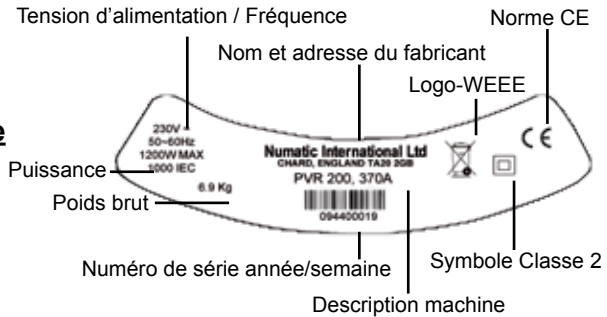 Tension d’alimentation / Fréquence
Norme CE
Nom et adresse du fabricant
Logo-WEEE
e
230V
50~60Hz
1200W MAX
1000 IEC
Numatic International Ltd
CHARD, ENGLAND TA20 2GB
PVR 200, 370A
CE
Puissance
6.9 Kg
Poids brut
094400019
Numéro de série année/semaine
Symbole Classe 2
Description machine